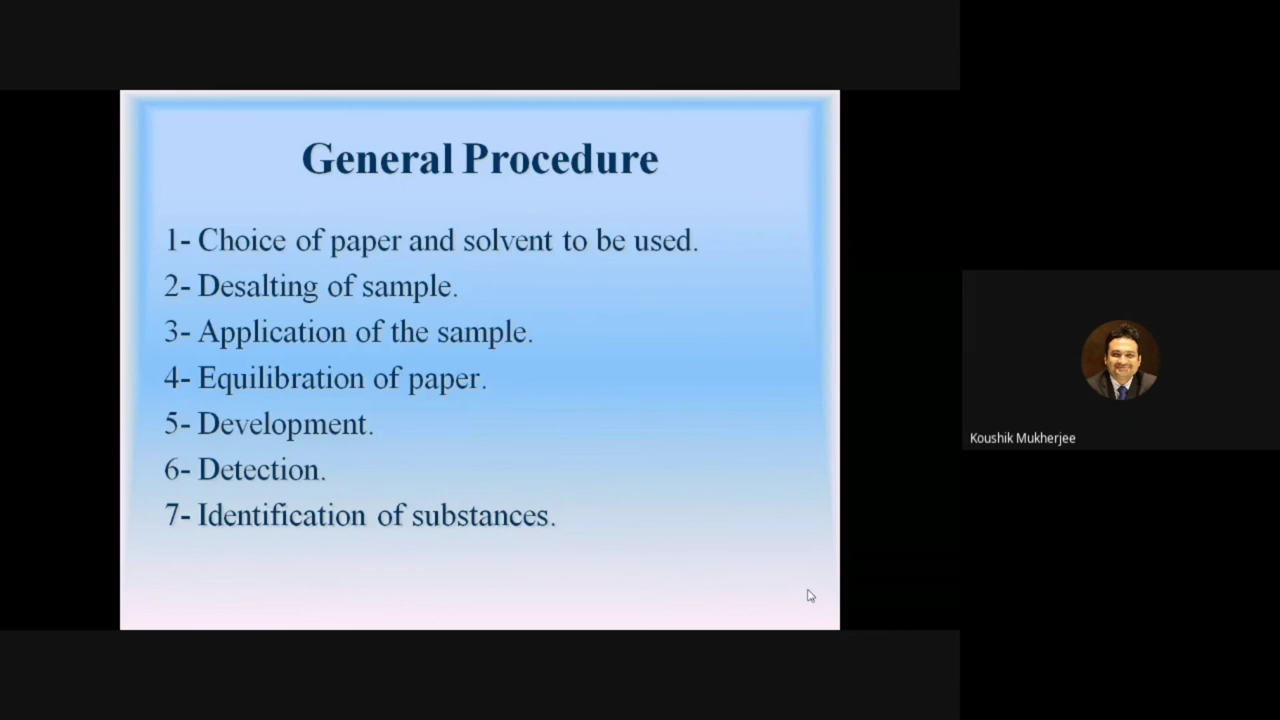 General Procedure
1- Choice of paper and solvent to be used.
2- Desalting of sample.
3- Application of the sample.
4- Equilibration of paper.
5- Development.
6- Detection.
7- Identification of substances.
Koushik Mukherjee